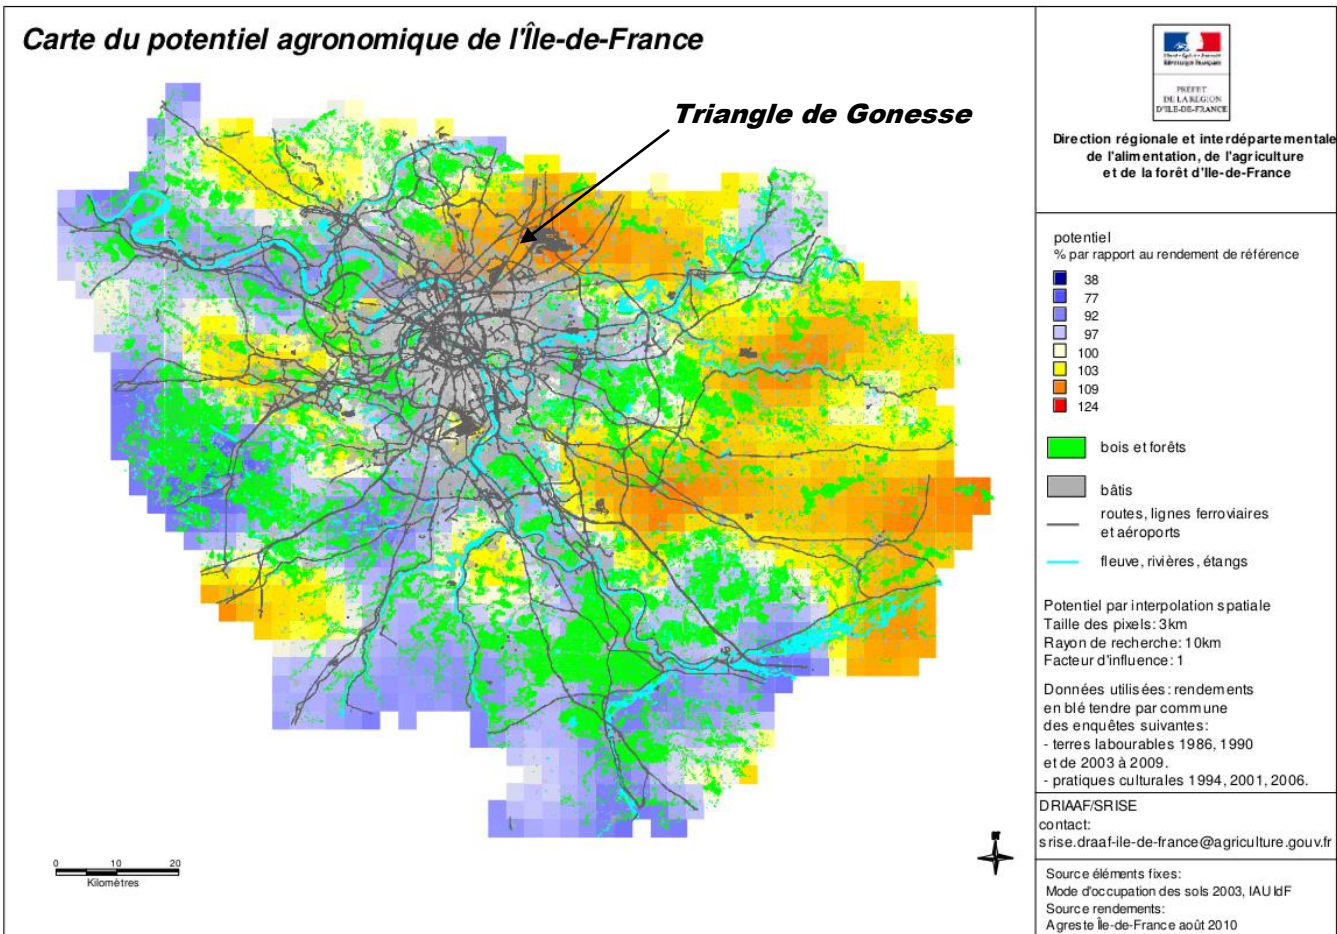 Carte du potentiel agronomique de l'Île-de-France
Triangle de Gonesse
PREFET
DE LA REGION
D'ILE-DE-FRANCE
Direction régionale et interdépartementale
de l'alimentation, de l'agriculture
et de la forêt d'Ile-de-France
potentiel
% par rapport au rendement de référence
38
77
92
97
100
103
109
124
bois et forêts
bâtis
routes, lignes ferroviaires
et aéroports
fleuve, rivières, étangs
Potentiel par interpolation spatiale
Taille des pixels: 3km
Rayon de recherche: 10km
Facteur d'influence: 1
Données utilisées: rendements
en blé tendre par commune
des enquêtes suivantes:
- terres labourables 1986, 1990
et de 2003 à 2009.
- pratiques culturales 1994, 2001, 2006.
DRIAAF/SRISE
contact:
srise.draaf-ile-de-france@agriculture.gouv.fr
Source éléments fixes:
Mode d'occupation des sols 2003, IAU IdF
Source rendements:
Agreste Île-de-France août 2010
0 10 20
Kilomètres